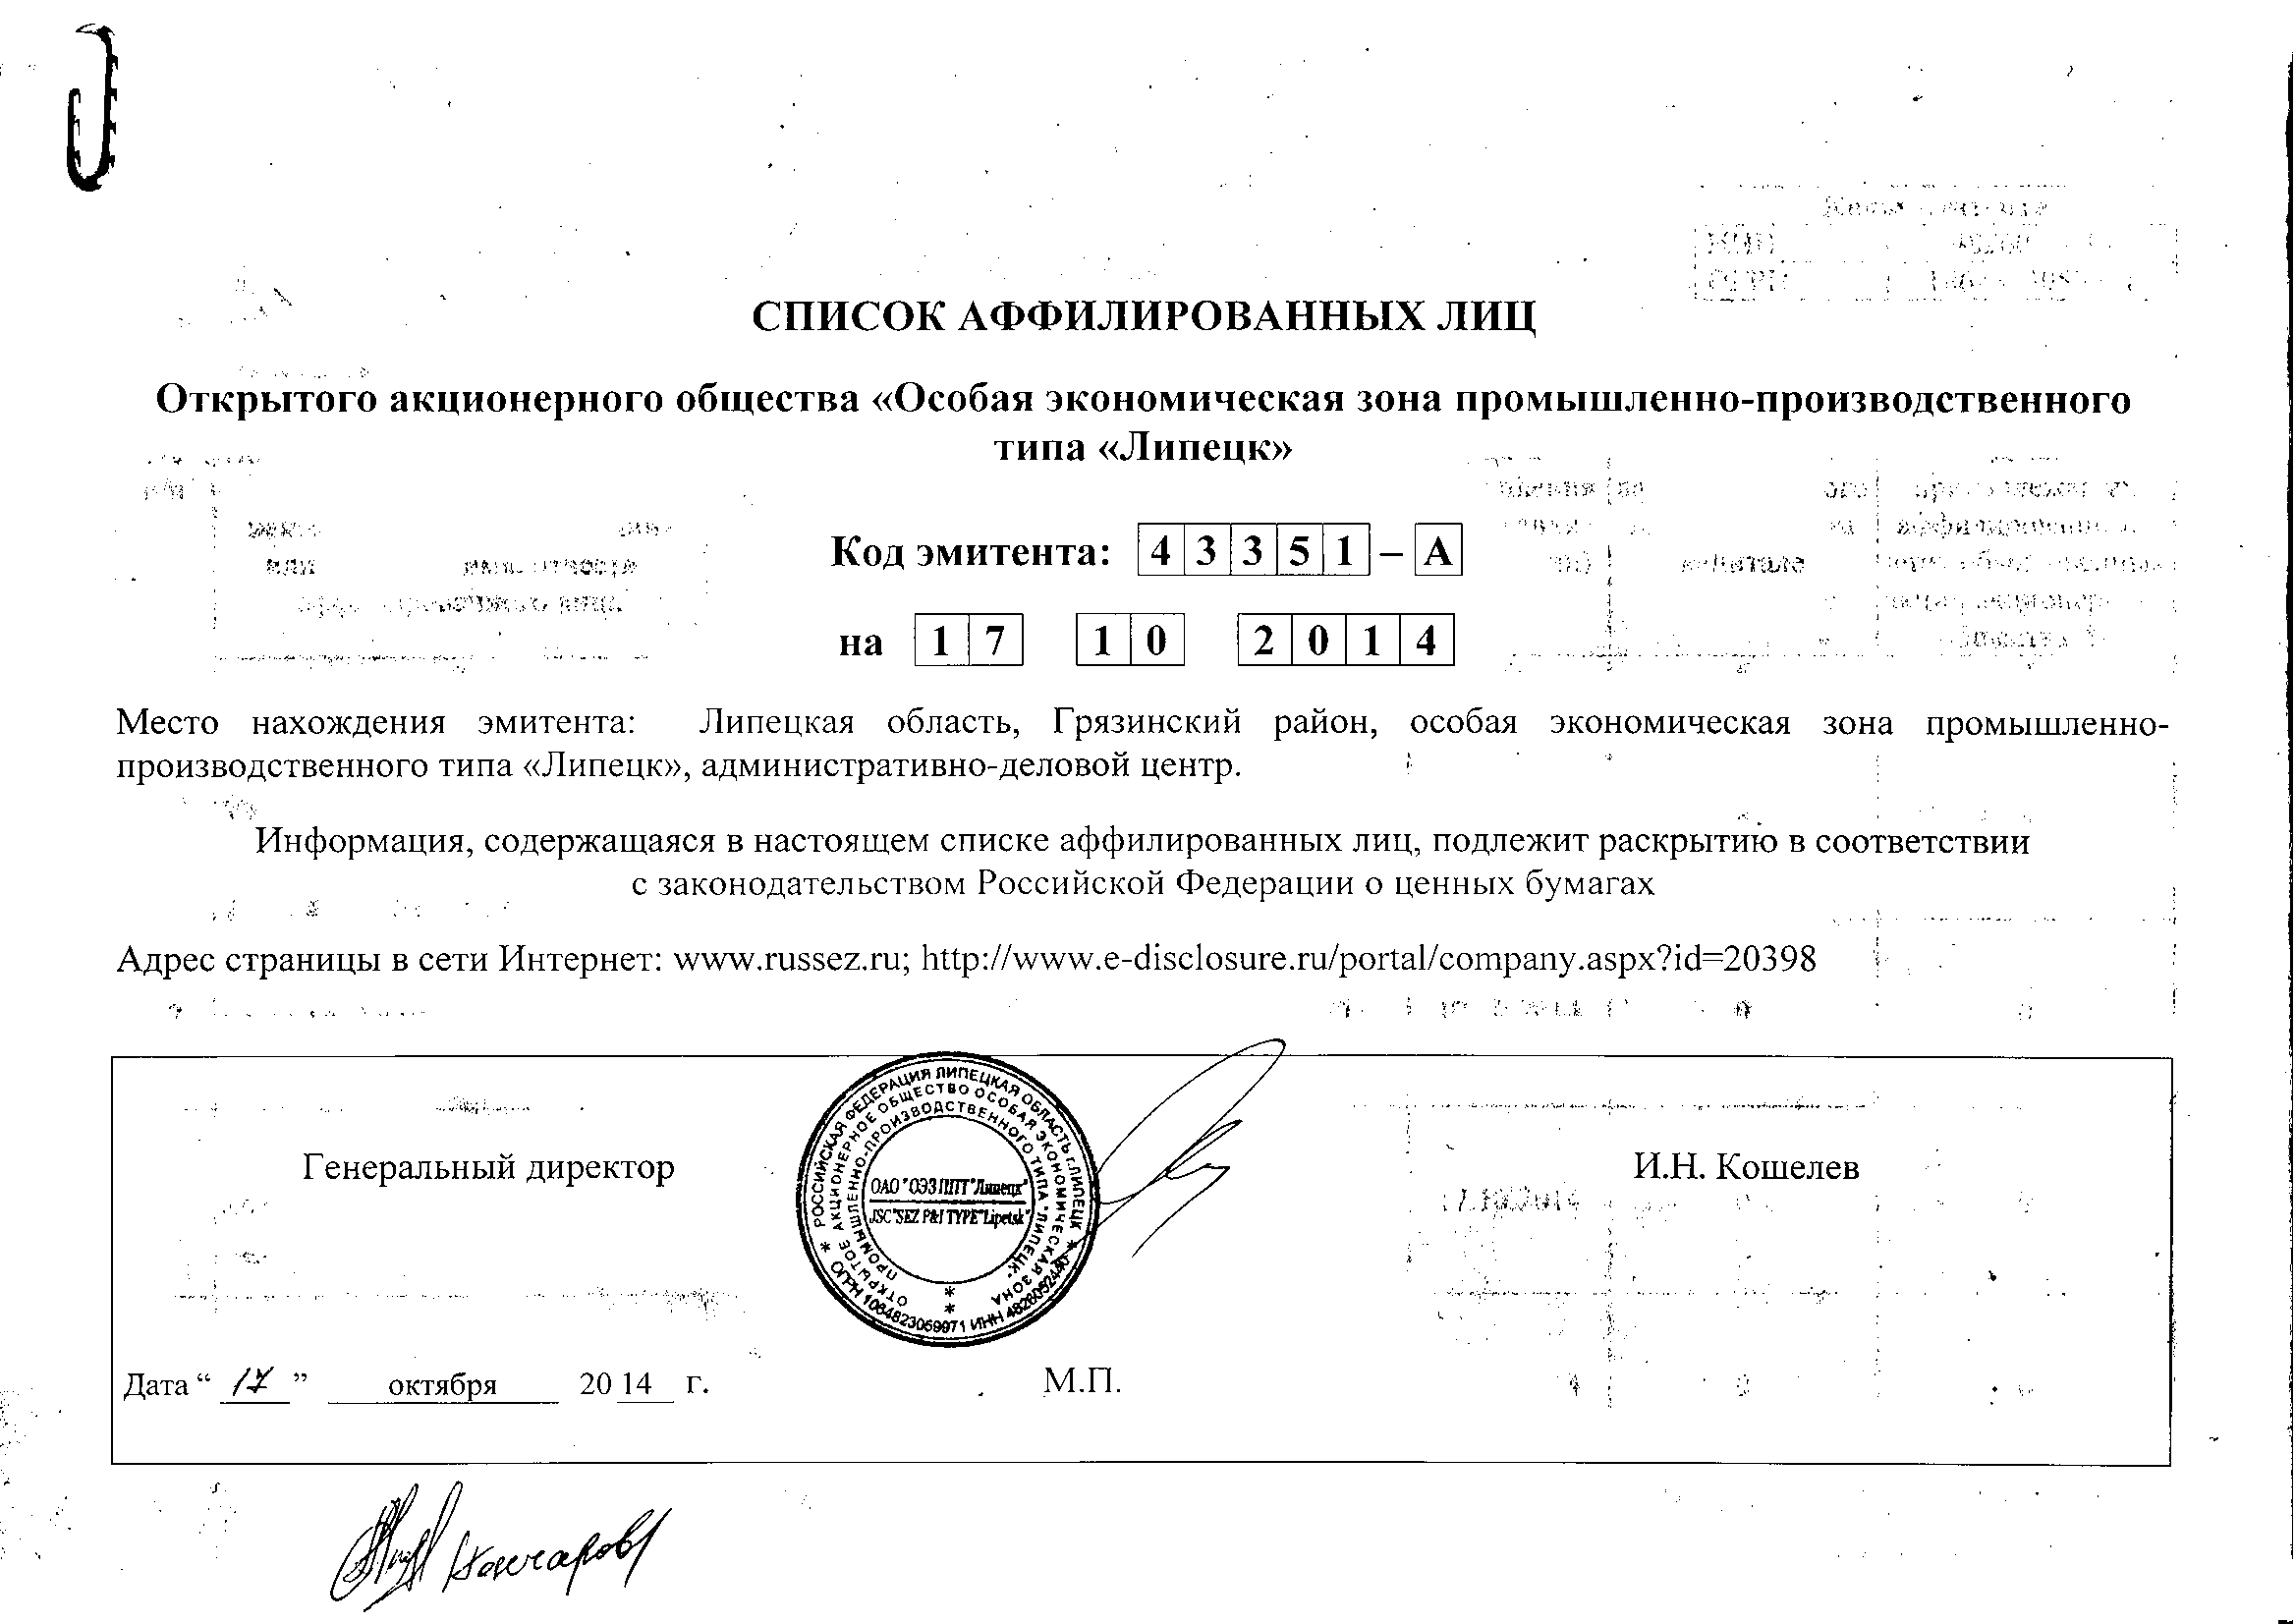 СПИСОК АФФИЛИРОВАННЫХ ЛИЦ
Открытого акционерного общества «Особая экономическая зона промышленно-производственного
типа «Липецк»
Код эмитента: 4 3 3 5 1 – А
на 1 7 1 0 2 0 1 4
Место нахождения эмитента: Липецкая область, Грязинский район, особая экономическая зона промышленно-
производственного типа «Липецк», административно-деловой центр.
Информация, содержащаяся в настоящем списке аффилированных лиц, подлежит раскрытию в соответствии
с законодательством Российской Федерации о ценных бумагах
Адрес страницы в сети Интернет: www.russez.ru; http://www.e-disclosure.ru/portal/company.aspx?id=20398
РОССИЙСКАЯ ФЕДЕРАЦИЯ ЛИПЕЦКАЯ ОБЛАСТЬ г.ЛИПЕЦК
ОТКРЫТОЕ АКЦИОНЕРНОЕ ОБЩЕСТВО ОСОБАЯ ЭКОНОМИЧЕСКАЯ ЗОНА
ПРОМЫШЛЕННО-ПРОИЗВОДСТВЕННОГО ТИПА "ЛИПЕЦК"
ОАО "ОЭЗ ППТ "Липецк"
JSC "SEZ P&I TYPE "Lipetsk"
ОГРН 1064823059971 ИНН 4826052440
Генеральный директор И.Н. Кошелев
Дата “ 17 ” октября 20 14 г. М.П.